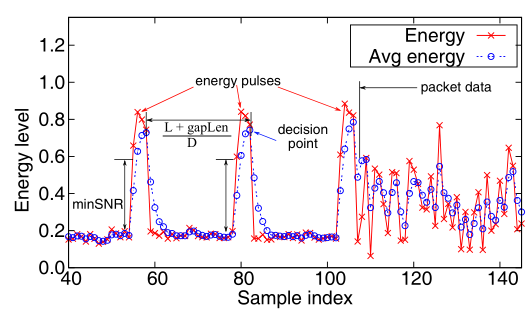 Energy
Avg energy
energy pulses
packet data
L + gapLen
D
decision
point
minSNR
Energy level
1.2
1.0
0.8
0.6
0.4
0.2
0.0
40
60
80
100
120
140
Sample index